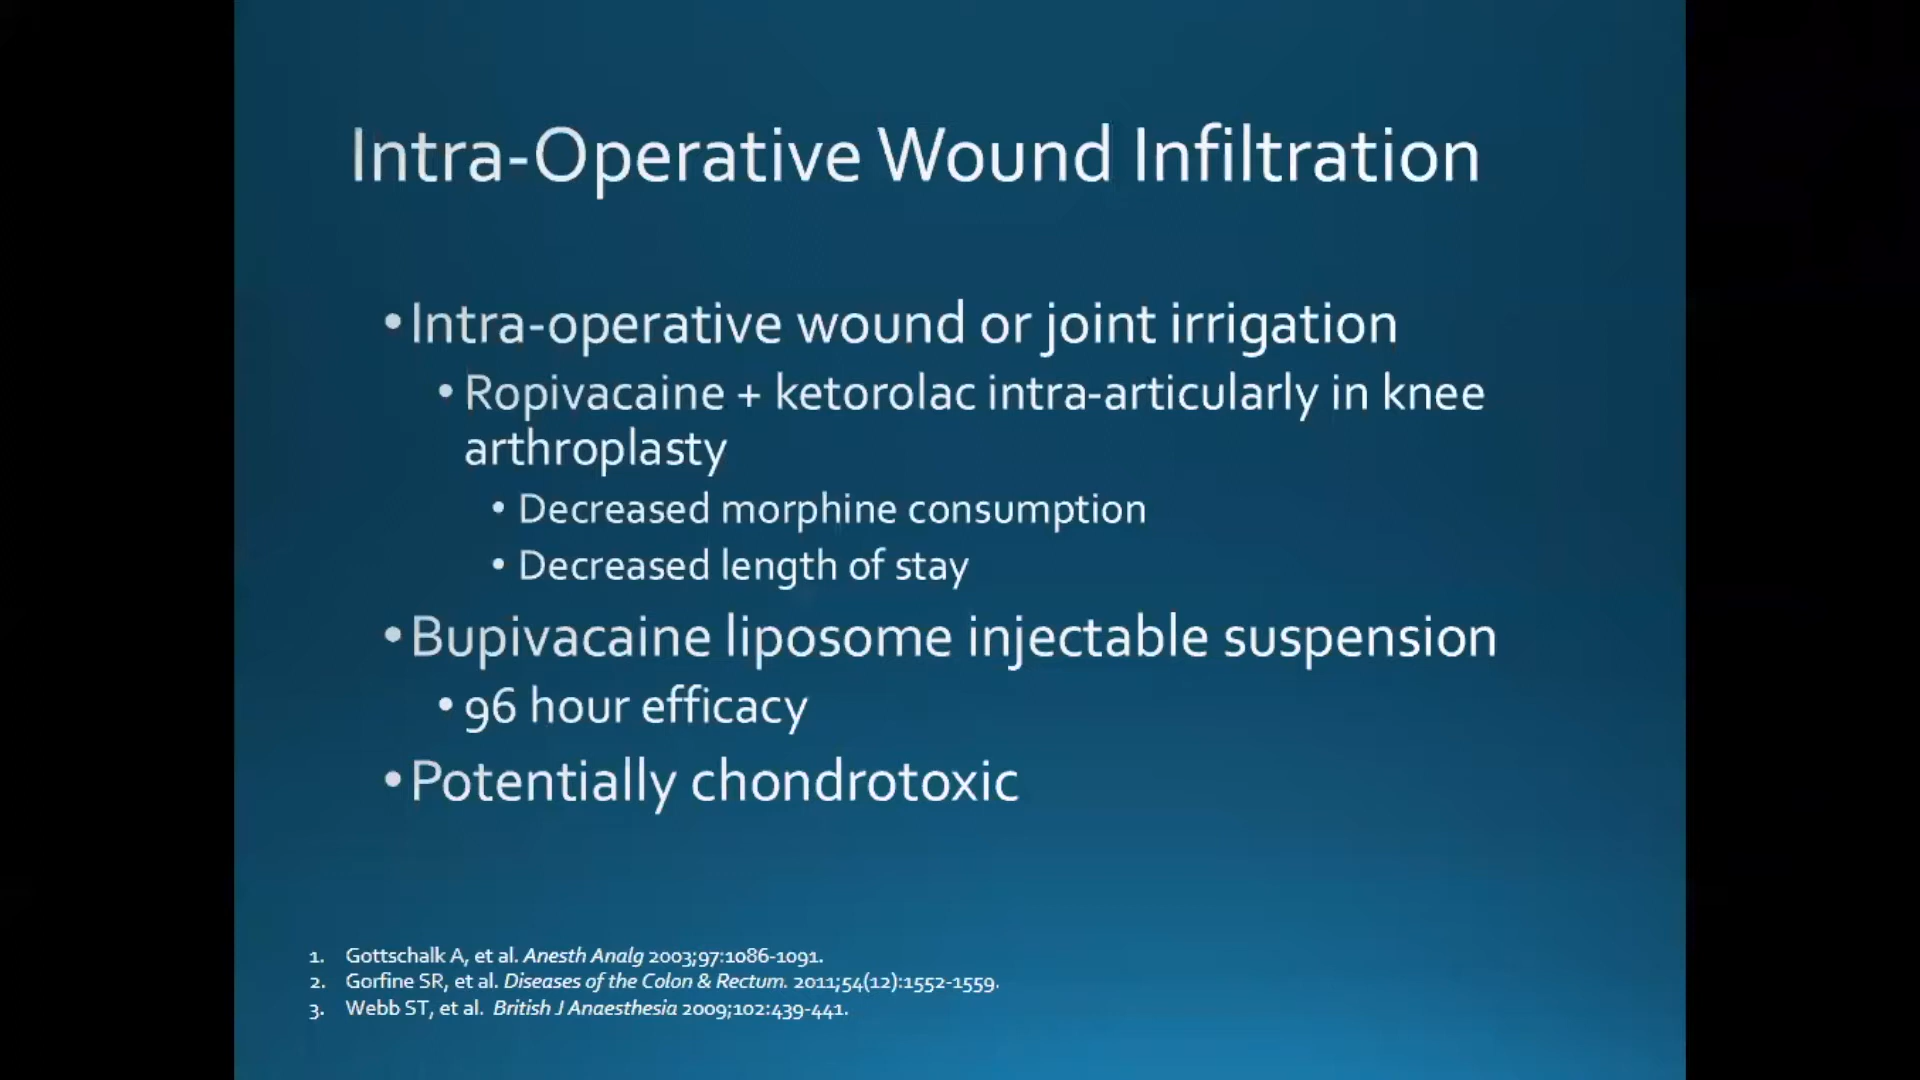 Intra-Operative Wound Infiltration
•Intra-operative wound or joint irrigation
•Ropivacaine + ketorolac intra-articularly in knee
arthroplasty
• Decreased morphine consumption
• Decreased length of stay
•Bupivacaine liposome injectable suspension
•96 hour efficacy
•Potentially chondrotoxic
1. Gottschalk A, et al. Anesth Analg 2003;97:1086-1091.
2. Gorfine SR, et al. Diseases of the Colon & Rectum. 2011;54(12):1552-1559.
3. Webb ST, et al. British J Anaesthesia 2009;102:439-441.